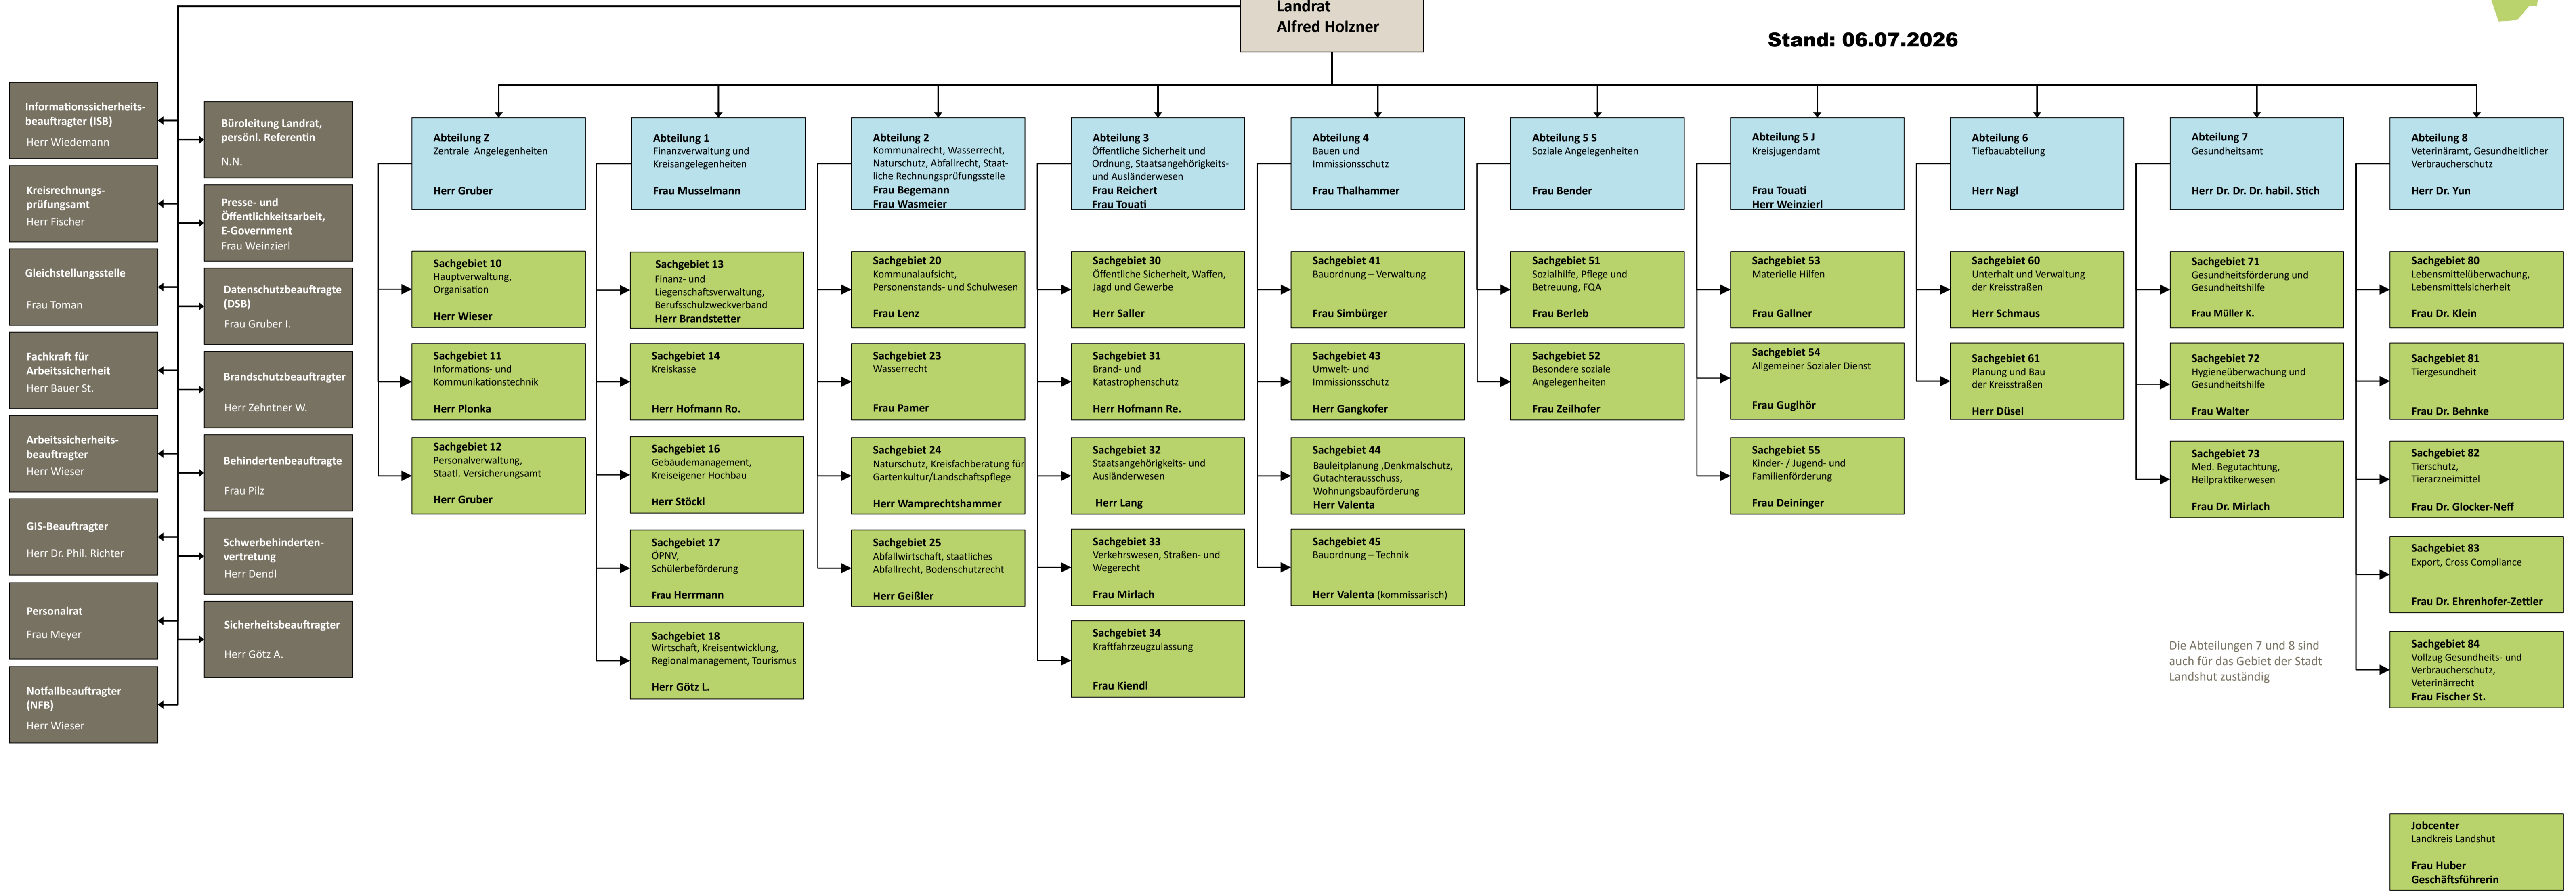 Landrat
Alfred Holzner
Stand: 06.07.2026
Informationssicherheits-
beauftragter (ISB)
Herr Wiedemann
Kreisrechnungs-
prüfungsamt
Herr Fischer
Gleichstellungsstelle
Frau Toman
Fachkraft für
Arbeitssicherheit
Herr Bauer St.
Arbeitssicherheits-
beauftragter
Herr Wieser
GIS-Beauftragter
Herr Dr. Phil. Richter
Personalrat
Frau Meyer
Notfallbeauftragter
(NFB)
Herr Wieser
Büroleitung Landrat,
persönl. Referentin
N.N.
Presse- und
Öffentlichkeitsarbeit,
E-Government
Frau Weinzierl
Datenschutzbeauftragte
(DSB)
Frau Gruber I.
Brandschutzbeauftragter
Herr Zehntner W.
Behindertenbeauftragte
Frau Pilz
Schwerbehinderten-
vertretung
Herr Dendl
Sicherheitsbeauftragter
Herr Götz A.
Abteilung Z
Zentrale Angelegenheiten
Herr Gruber
Sachgebiet 10
Hauptverwaltung,
Organisation
Herr Wieser
Sachgebiet 11
Informations- und
Kommunikationstechnik
Herr Plonka
Sachgebiet 12
Personalverwaltung,
Staatl. Versicherungsamt
Herr Gruber
Abteilung 1
Finanzverwaltung und
Kreisangelegenheiten
Frau Musselmann
Sachgebiet 13
Finanz- und
Liegenschaftsverwaltung,
Berufsschulzweckverband
Herr Brandstetter
Sachgebiet 14
Kreiskasse
Herr Hofmann Ro.
Sachgebiet 16
Gebäudemanagement,
Kreiseigener Hochbau
Herr Stöckl
Sachgebiet 17
ÖPNV,
Schülerbeförderung
Frau Herrmann
Sachgebiet 18
Wirtschaft, Kreisentwicklung,
Regionalmanagement, Tourismus
Herr Götz L.
Abteilung 2
Kommunalrecht, Wasserrecht,
Naturschutz, Abfallrecht, Staat-
liche Rechnungsprüfungsstelle
Frau Begemann
Frau Wasmeier
Sachgebiet 20
Kommunalaufsicht,
Personenstands- und Schulwesen
Frau Lenz
Sachgebiet 23
Wasserrecht
Frau Pamer
Sachgebiet 24
Naturschutz, Kreisfachberatung für
Gartenkultur/Landschaftspflege
Herr Wamprechtshammer
Sachgebiet 25
Abfallwirtschaft, staatliches
Abfallrecht, Bodenschutzrecht
Herr Geißler
Abteilung 3
Öffentliche Sicherheit und
Ordnung, Staatsangehörigkeits-
und Ausländerwesen
Frau Reichert
Frau Touati
Sachgebiet 30
Öffentliche Sicherheit, Waffen,
Jagd und Gewerbe
Herr Saller
Sachgebiet 31
Brand- und
Katastrophenschutz
Herr Hofmann Re.
Sachgebiet 32
Staatsangehörigkeits- und
Ausländerwesen
Herr Lang
Sachgebiet 33
Verkehrswesen, Straßen- und
Wegerecht
Frau Mirlach
Sachgebiet 34
Kraftfahrzeugzulassung
Frau Kiendl
Abteilung 4
Bauen und
Immissionsschutz
Frau Thalhammer
Sachgebiet 41
Bauordnung – Verwaltung
Frau Simbürger
Sachgebiet 43
Umwelt- und
Immissionsschutz
Herr Gangkofer
Sachgebiet 44
Bauleitplanung ,Denkmalschutz,
Gutachterausschuss,
Wohnungsbauförderung
Herr Valenta
Sachgebiet 45
Bauordnung – Technik
Herr Valenta (kommissarisch)
Abteilung 5 S
Soziale Angelegenheiten
Frau Bender
Sachgebiet 51
Sozialhilfe, Pflege und
Betreuung, FQA
Frau Berleb
Sachgebiet 52
Besondere soziale
Angelegenheiten
Frau Zeilhofer
Abteilung 5 J
Kreisjugendamt
Frau Touati
Herr Weinzierl
Sachgebiet 53
Materielle Hilfen
Frau Gallner
Sachgebiet 54
Allgemeiner Sozialer Dienst
Frau Guglhör
Sachgebiet 55
Kinder- / Jugend- und
Familienförderung
Frau Deininger
Abteilung 6
Tiefbauabteilung
Herr Nagl
Sachgebiet 60
Unterhalt und Verwaltung
der Kreisstraßen
Herr Schmaus
Sachgebiet 61
Planung und Bau
der Kreisstraßen
Herr Düsel
Abteilung 7
Gesundheitsamt
Herr Dr. Dr. Dr. habil. Stich
Sachgebiet 71
Gesundheitsförderung und
Gesundheitshilfe
Frau Müller K.
Sachgebiet 72
Hygieneüberwachung und
Gesundheitshilfe
Frau Walter
Sachgebiet 73
Med. Begutachtung,
Heilpraktikerwesen
Frau Dr. Mirlach
Die Abteilungen 7 und 8 sind
auch für das Gebiet der Stadt
Landshut zuständig
Abteilung 8
Veterinäramt, Gesundheitlicher
Verbraucherschutz
Herr Dr. Yun
Sachgebiet 80
Lebensmittelüberwachung,
Lebensmittelsicherheit
Frau Dr. Klein
Sachgebiet 81
Tiergesundheit
Frau Dr. Behnke
Sachgebiet 82
Tierschutz,
Tierarzneimittel
Frau Dr. Glocker-Neff
Sachgebiet 83
Export, Cross Compliance
Frau Dr. Ehrenhofer-Zettler
Sachgebiet 84
Vollzug Gesundheits- und
Verbraucherschutz,
Veterinärrecht
Frau Fischer St.
Jobcenter
Landkreis Landshut
Frau Huber
Geschäftsführerin